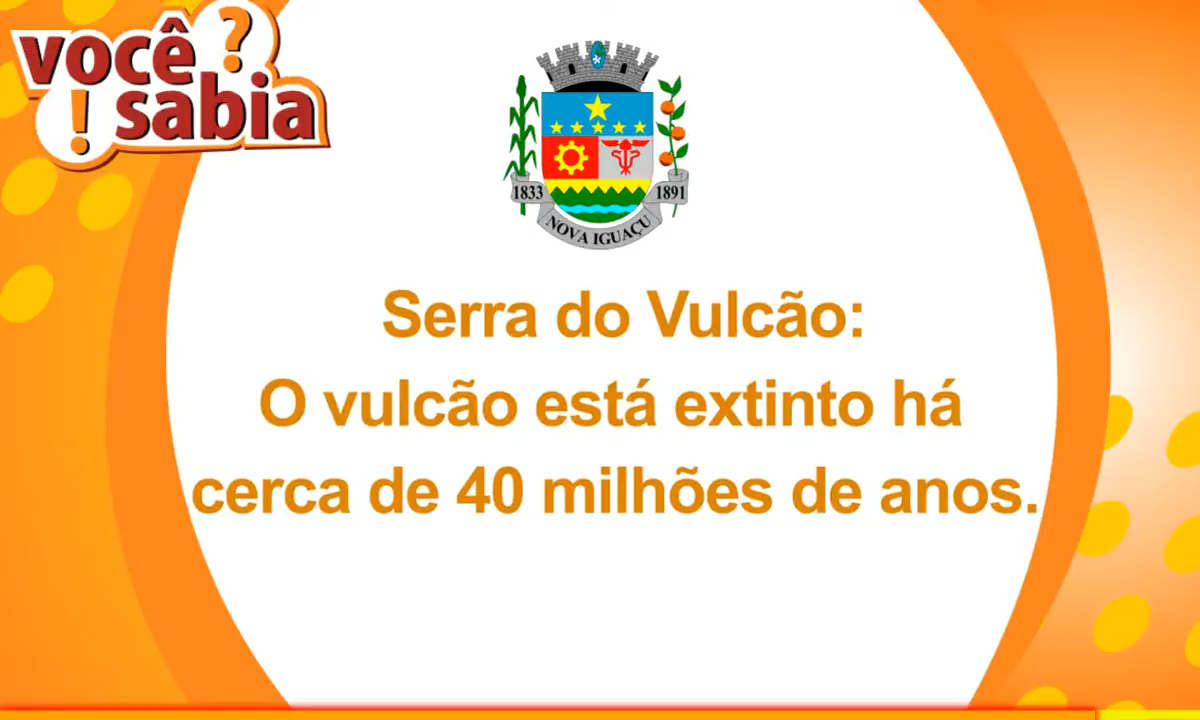 você ?
! sabia
1833 1891
NOVA IGUAÇU
Serra do Vulcão:
O vulcão está extinto há
cerca de 40 milhões de anos.